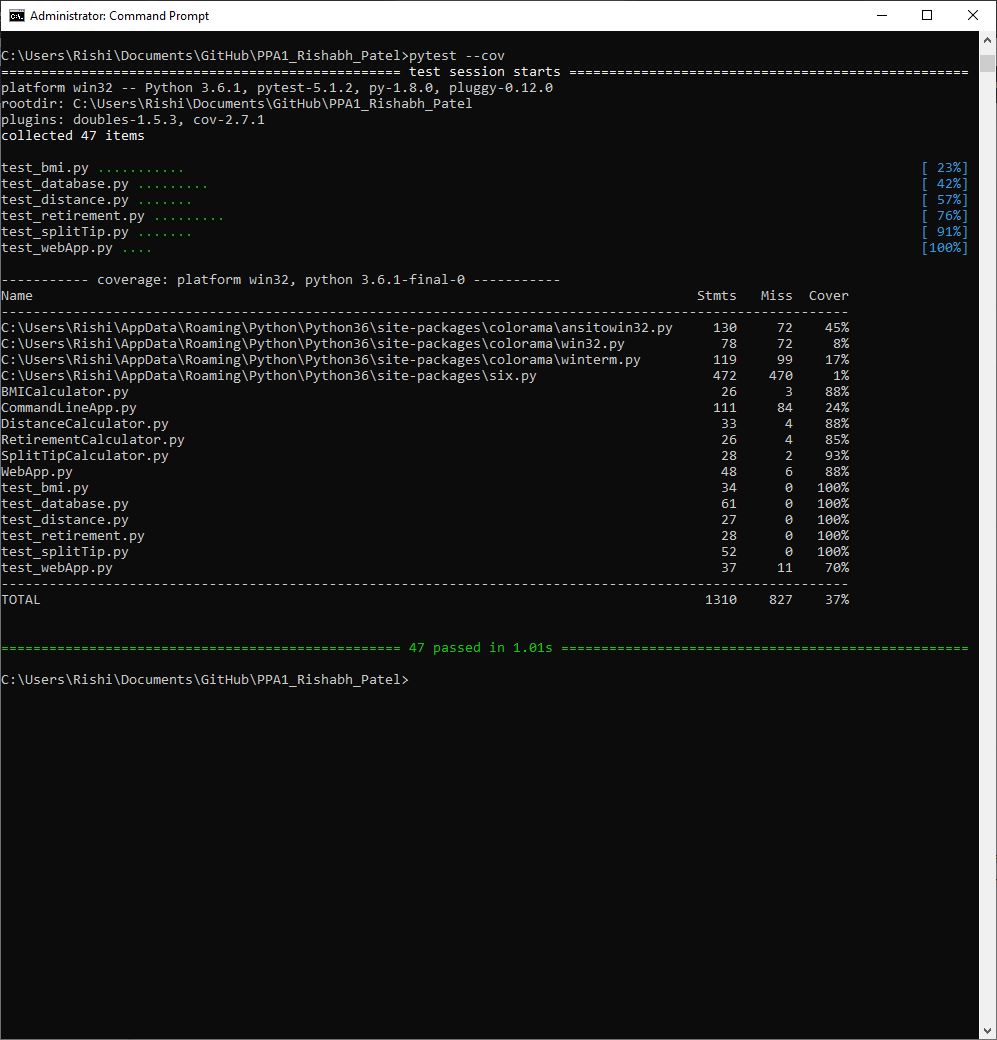 Administrator: Command Prompt
C:\Users\Rishi\Documents\GitHub\PPA1_Rishabh_Patel>pytest --cov
================================================== test session starts ==================================================
platform win32 -- Python 3.6.1, pytest-5.1.2, py-1.8.0, pluggy-0.12.0
rootdir: C:\Users\Rishi\Documents\GitHub\PPA1_Rishabh_Patel
plugins: doubles-1.5.3, cov-2.7.1
collected 47 items
test_bmi.py ........... [ 23%]
test_database.py ......... [ 42%]
test_distance.py ....... [ 57%]
test_retirement.py ......... [ 76%]
test_splitTip.py ....... [ 91%]
test_webApp.py .... [100%]
----------- coverage: platform win32, python 3.6.1-final-0 -----------
Name Stmts Miss Cover
----------------------------------------------------------------------------------------------------------
C:\Users\Rishi\AppData\Roaming\Python\Python36\site-packages\colorama\ansitowin32.py 130 72 45%
C:\Users\Rishi\AppData\Roaming\Python\Python36\site-packages\colorama\win32.py 78 72 8%
C:\Users\Rishi\AppData\Roaming\Python\Python36\site-packages\colorama\winterm.py 119 99 17%
C:\Users\Rishi\AppData\Roaming\Python\Python36\site-packages\six.py 472 470 1%
BMICalculator.py 26 3 88%
CommandLineApp.py 111 84 24%
DistanceCalculator.py 33 4 88%
RetirementCalculator.py 26 4 85%
SplitTipCalculator.py 28 2 93%
WebApp.py 48 6 88%
test_bmi.py 34 0 100%
test_database.py 61 0 100%
test_distance.py 27 0 100%
test_retirement.py 28 0 100%
test_splitTip.py 52 0 100%
test_webApp.py 37 11 70%
----------------------------------------------------------------------------------------------------------
TOTAL 1310 827 37%
================================================== 47 passed in 1.01s ===================================================
C:\Users\Rishi\Documents\GitHub\PPA1_Rishabh_Patel>